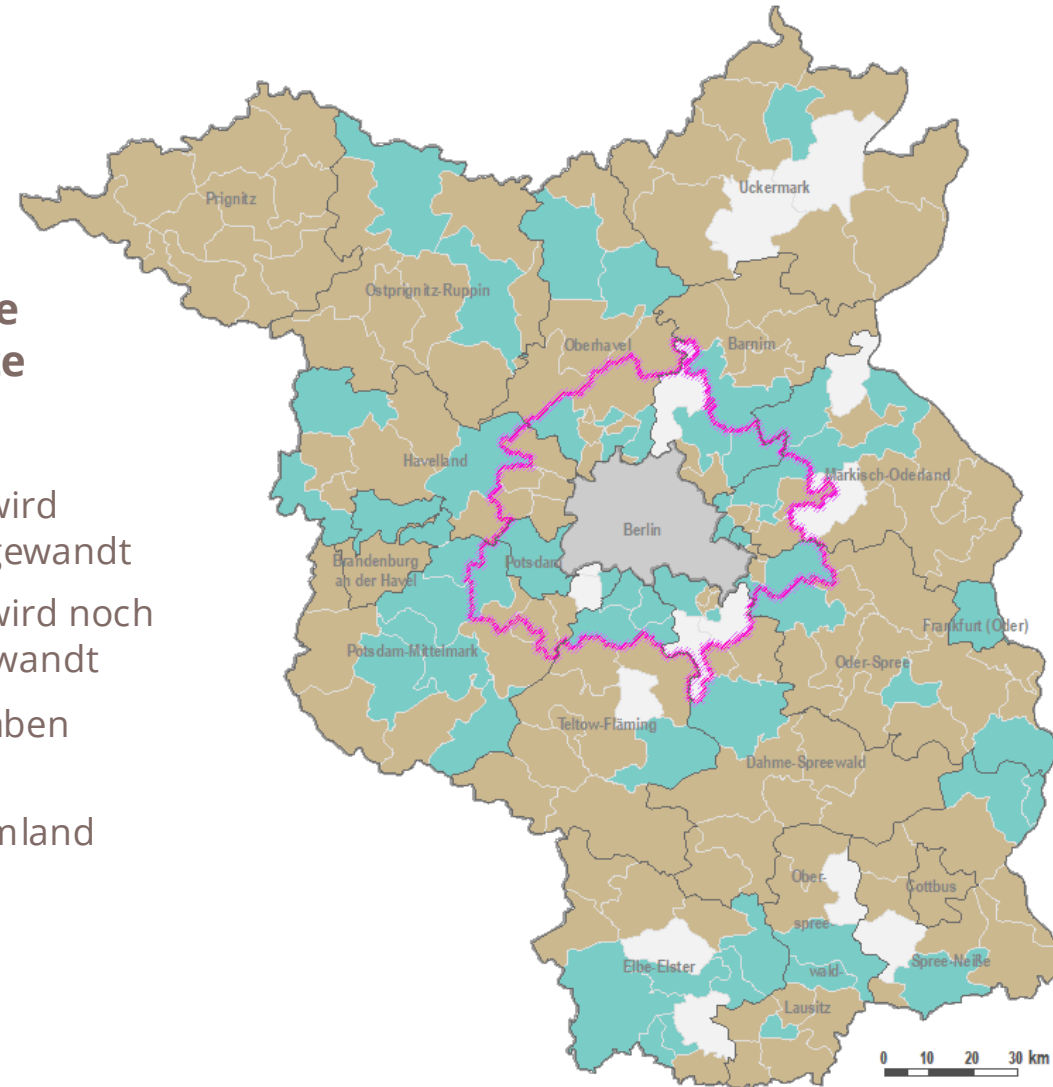 e
e
wird
gewandt
wird noch
wandt
aben
mland
Prignitz
Uckermark
Ostprignitz-Ruppin
Oberhavel
Barnim
Havelland
Märkisch-Oderland
Berlin
Brandenburg
an der Havel
Potsdam
Frankfurt (Oder)
Potsdam-Mittelmark
Oder-Spree
Teltow-Fläming
Dahme-Spreewald
Ober-
spree-
wald-
Lausitz
Cottbus
Elbe-Elster
Spree-Neiße
0 10 20 30 km